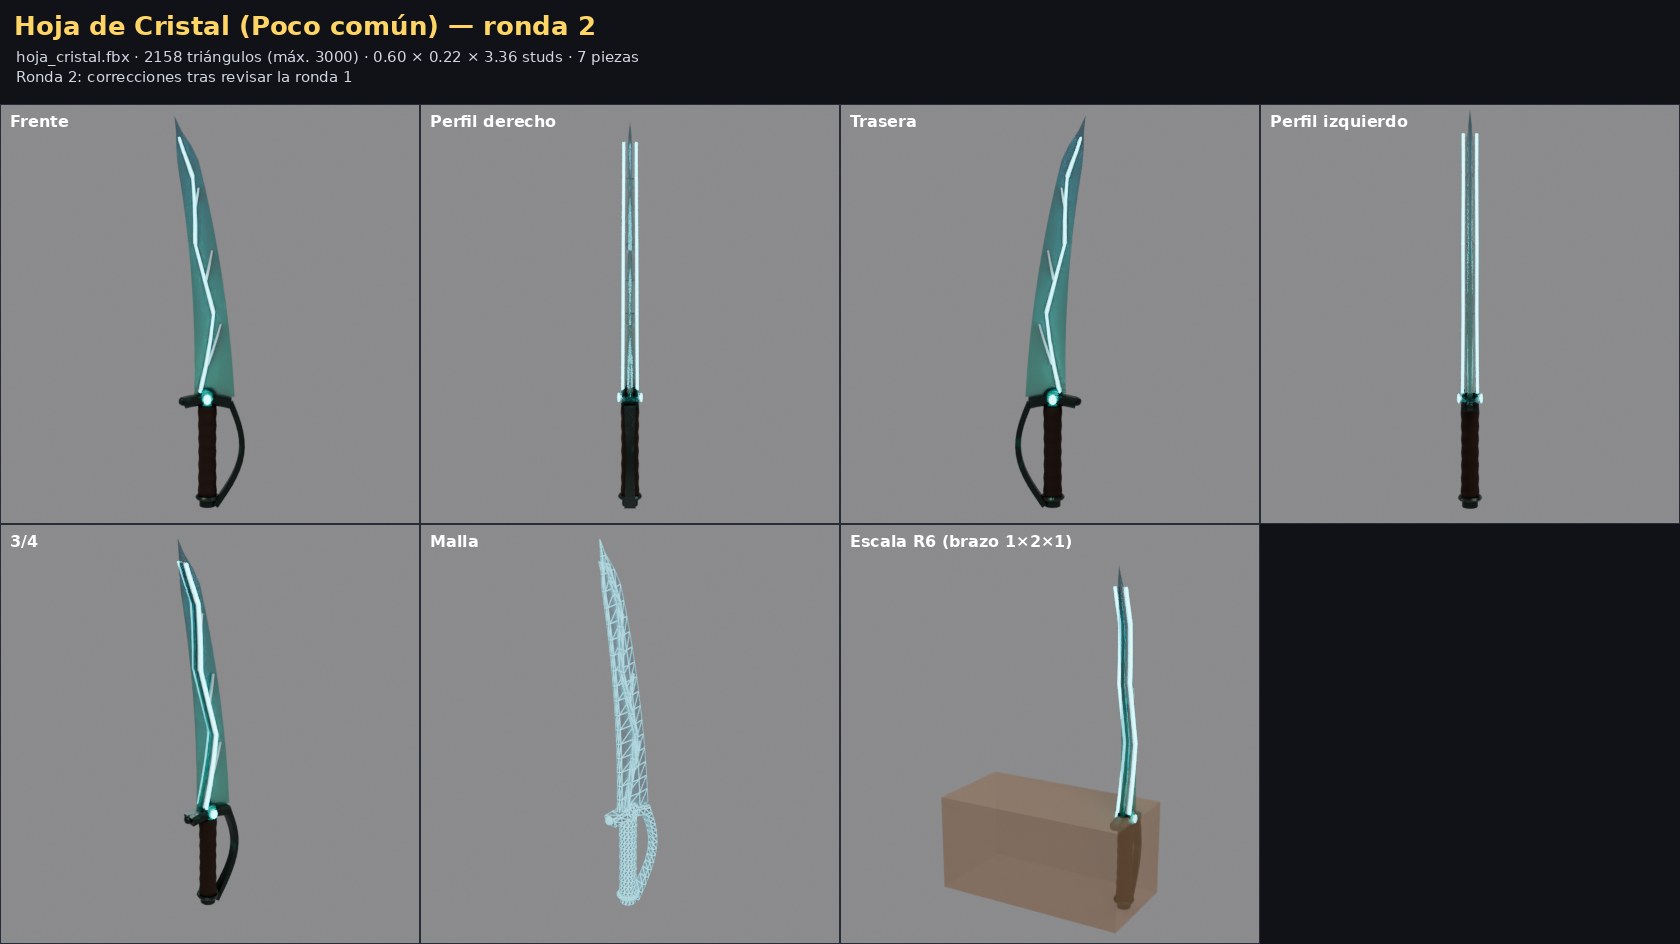 Hoja de Cristal (Poco común) — ronda 2
hoja_cristal.fbx · 2158 triángulos (máx. 3000) · 0.60 × 0.22 × 3.36 studs · 7 piezas
Ronda 2: correcciones tras revisar la ronda 1
Frente
Perfil derecho
Trasera
Perfil izquierdo
3/4
Malla
Escala R6 (brazo 1×2×1)